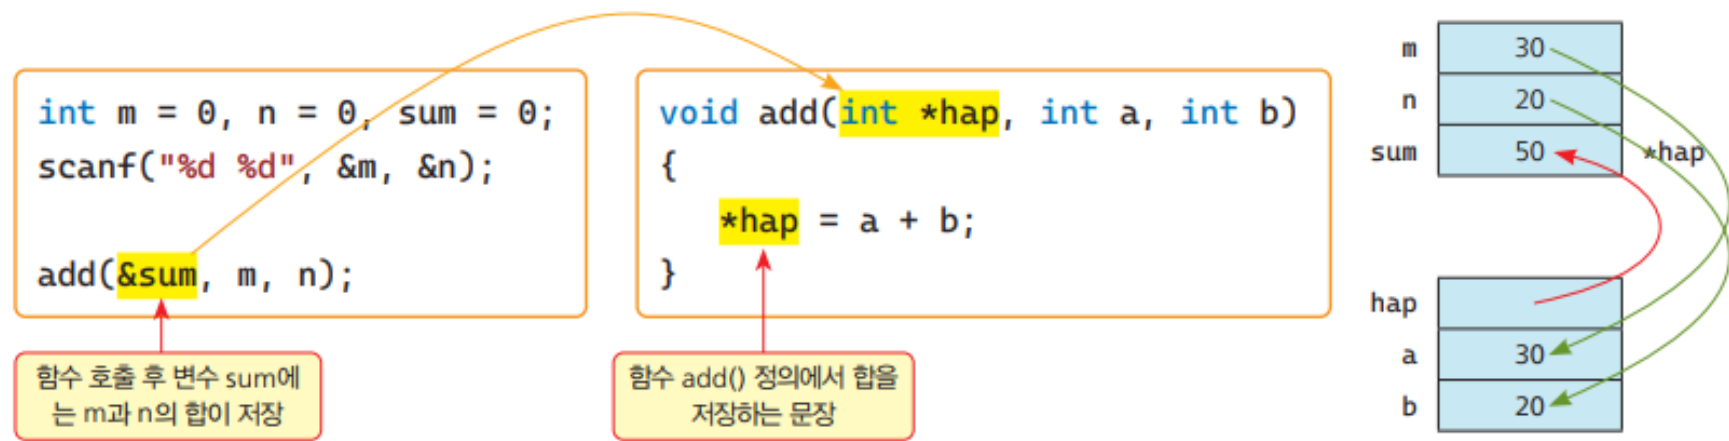 int m = 0, n = 0, sum = 0;
scanf("%d %d", &m, &n);
add(&sum, m, n);
함수 호출 후 변수 sum에
는 m과 n의 합이 저장
void add(int *hap, int a, int b)
{
*hap = a + b;
}
함수 add() 정의에서 합을
저장하는 문장
m 30
n 20
sum 50 *hap
hap
a 30
b 20